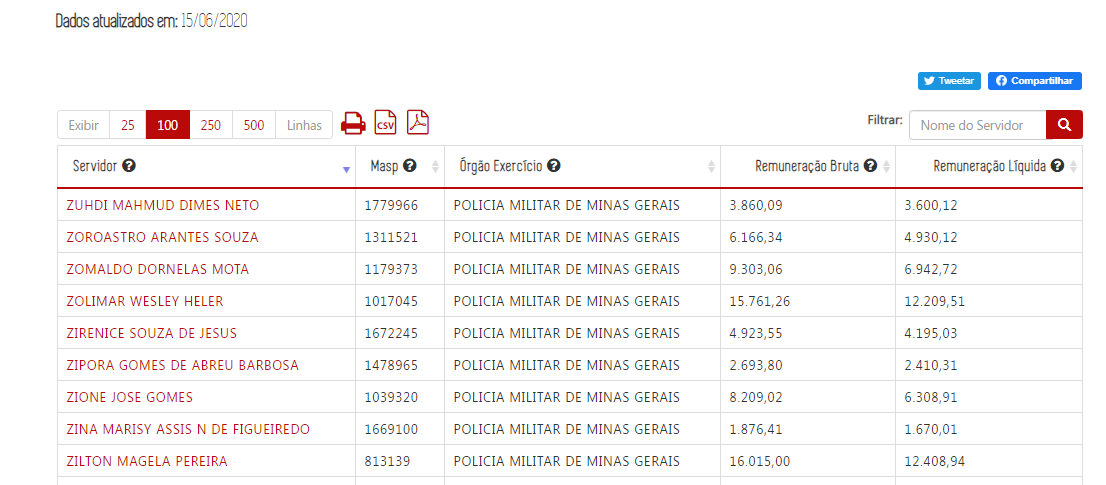 Dados atualizados em: 15/06/2020
Tweetar Compartilhar
Exibir 25 100 250 500 Linhas CSV Filtrar: Nome do Servidor
Servidor ? Masp ? Órgão Exercício ? Remuneração Bruta ? Remuneração Líquida ?
ZUHDI MAHMUD DIMES NETO 1779966 POLICIA MILITAR DE MINAS GERAIS 3.860,09 3.600,12
ZOROASTRO ARANTES SOUZA 1311521 POLICIA MILITAR DE MINAS GERAIS 6.166,34 4.930,12
ZOMALDO DORNELAS MOTA 1179373 POLICIA MILITAR DE MINAS GERAIS 9.303,06 6.942,72
ZOLIMAR WESLEY HELER 1017045 POLICIA MILITAR DE MINAS GERAIS 15.761,26 12.209,51
ZIRENICE SOUZA DE JESUS 1672245 POLICIA MILITAR DE MINAS GERAIS 4.923,55 4.195,03
ZIPORA GOMES DE ABREU BARBOSA 1478965 POLICIA MILITAR DE MINAS GERAIS 2.693,80 2.410,31
ZIONE JOSE GOMES 1039320 POLICIA MILITAR DE MINAS GERAIS 8.209,02 6.308,91
ZINA MARISY ASSIS N DE FIGUEIREDO 1669100 POLICIA MILITAR DE MINAS GERAIS 1.876,41 1.670,01
ZILTON MAGELA PEREIRA 813139 POLICIA MILITAR DE MINAS GERAIS 16.015,00 12.408,94